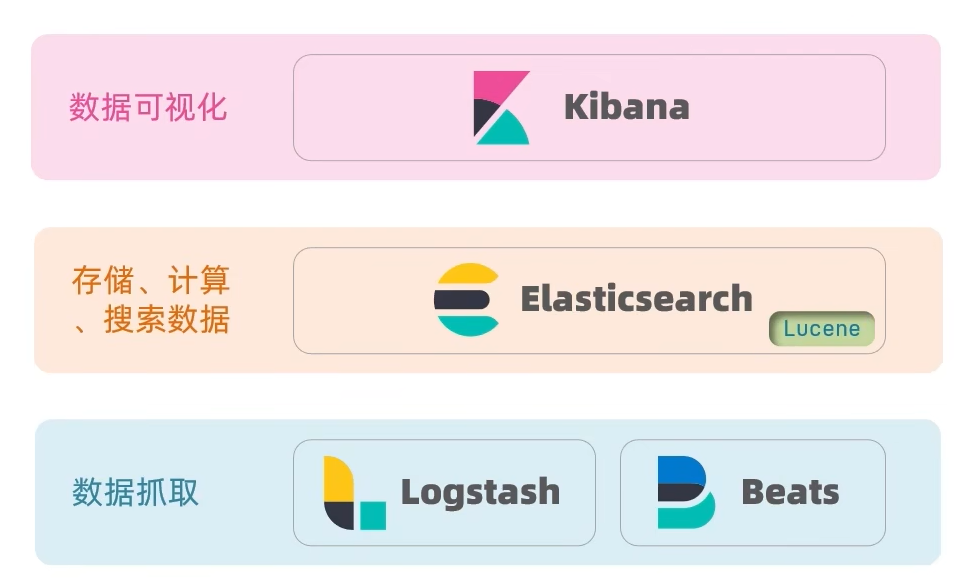 数据可视化
Kibana
存储、计算
、搜索数据
Elasticsearch
Lucene
数据抓取
Logstash
Beats